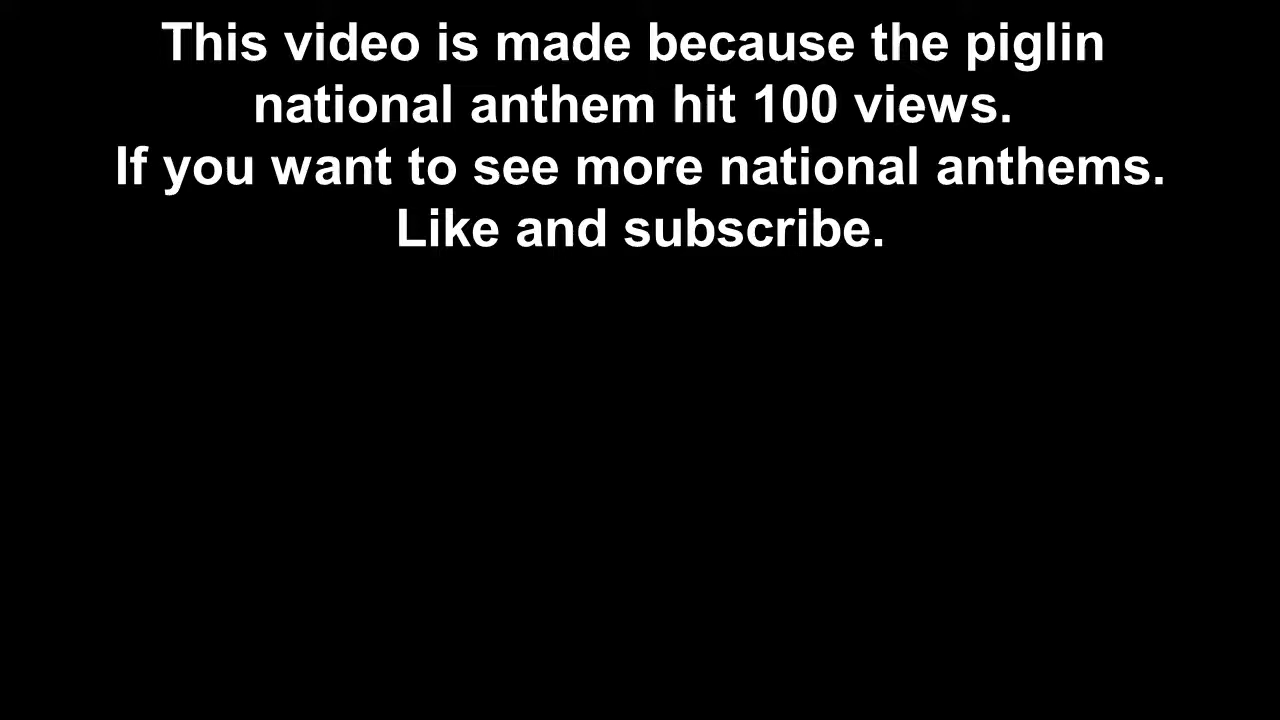 This video is made because the piglin
national anthem hit 100 views.
If you want to see more national anthems.
Like and subscribe.